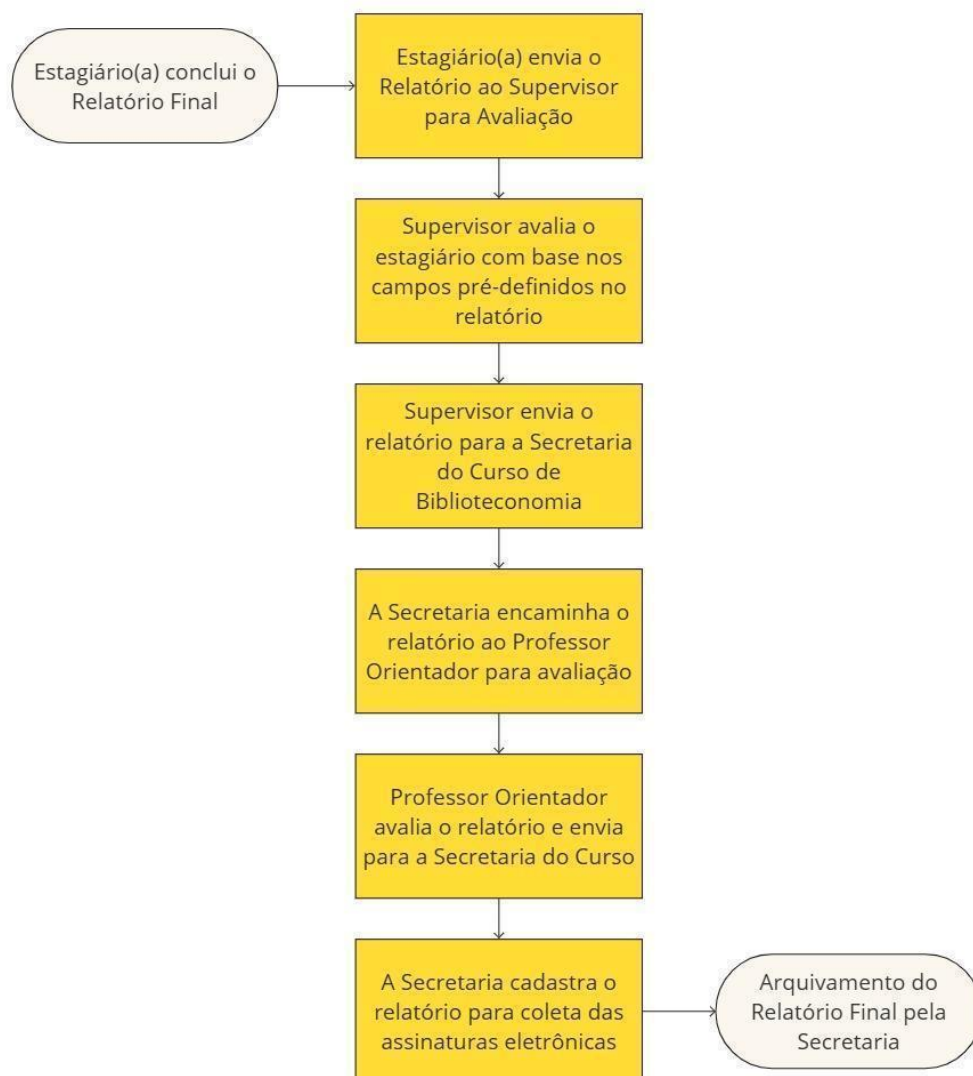 Estagiário(a) conclui o
Relatório Final
Estagiário(a) envia o
Relatório ao Supervisor
para Avaliação
Supervisor avalia o
estagiário com base nos
campos pré-definidos no
relatório
Supervisor envia o
relatório para a Secretaria
do Curso de
Biblioteconomia
A Secretaria encaminha o
relatório ao Professor
Orientador para avaliação
Professor Orientador
avalia o relatório e envia
para a Secretaria do Curso
A Secretaria cadastra o
relatório para coleta das
assinaturas eletrônicas
Arquivamento do
Relatório Final pela
Secretaria